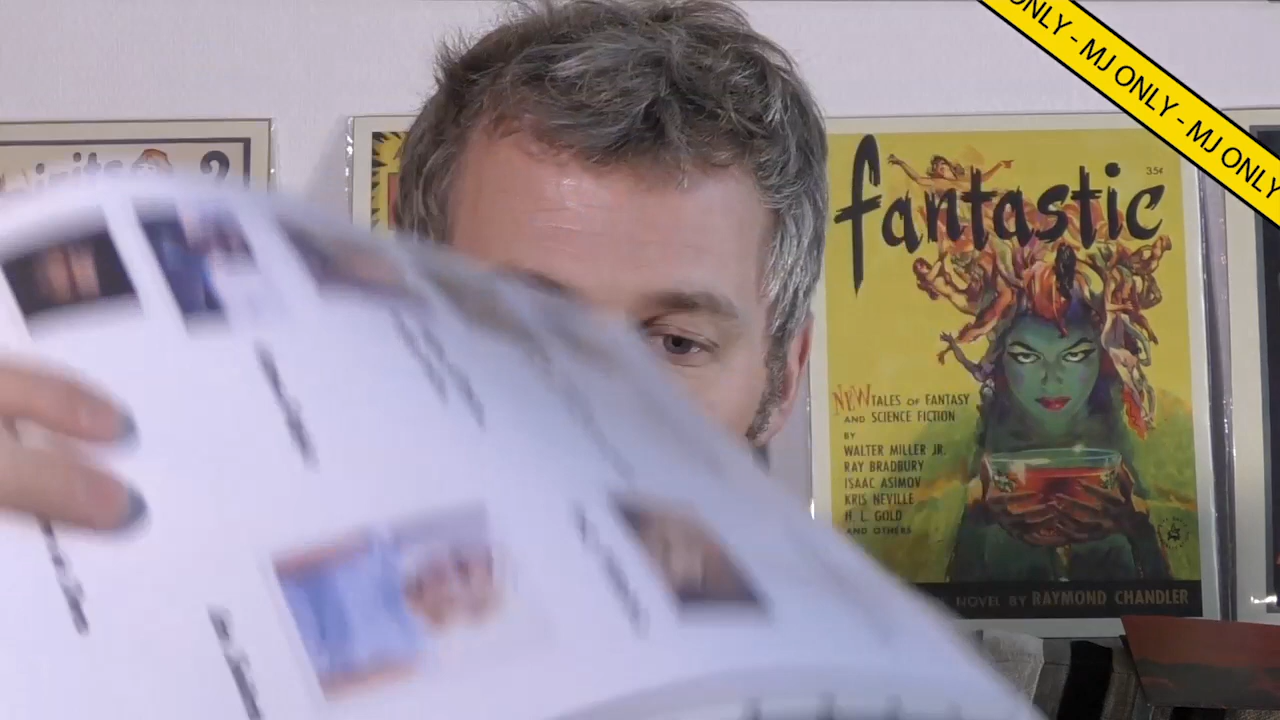 ONLY - MJ ONLY - MJ ONLY
2
fantastic
35¢
NEW TALES OF FANTASY
AND SCIENCE FICTION
BY
WALTER MILLER JR.
RAY BRADBURY
ISAAC ASIMOV
KRIS NEVILLE
H. L. GOLD
AND OTHERS
NOVEL BY RAYMOND CHANDLER